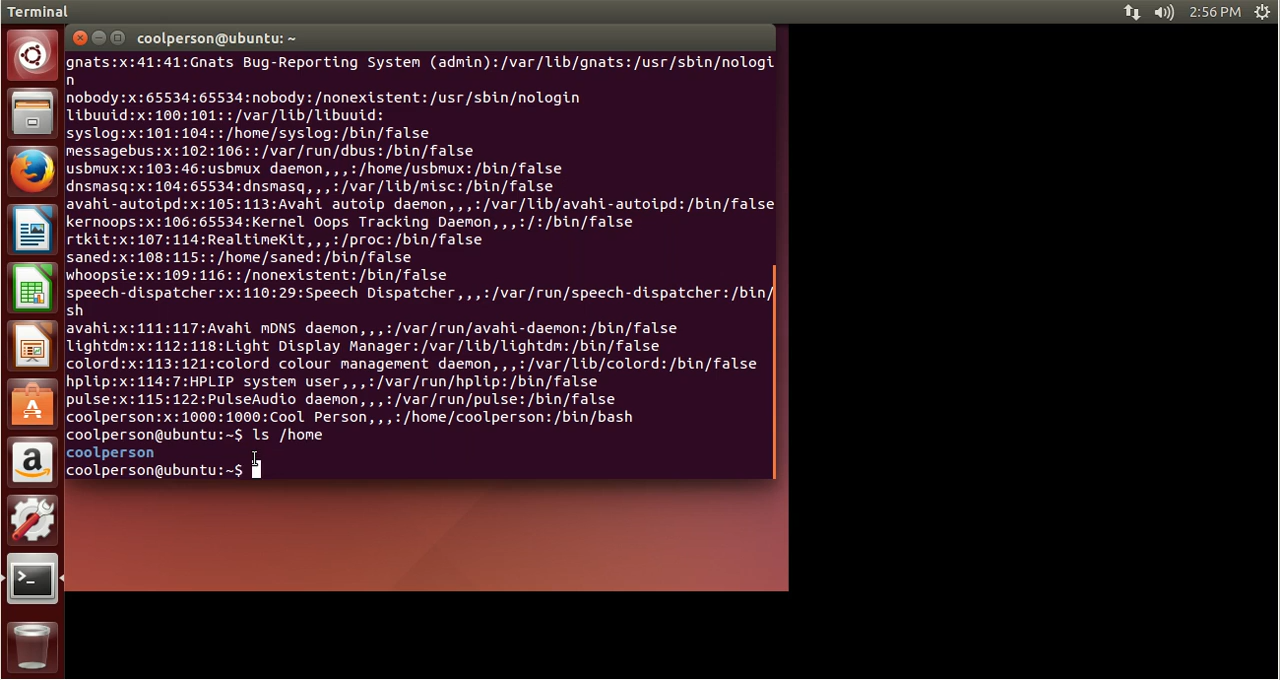 Terminal
2:56 PM
coolperson@ubuntu: ~
gnats:x:41:41:Gnats Bug-Reporting System (admin):/var/lib/gnats:/usr/sbin/nologi
n
nobody:x:65534:65534:nobody:/nonexistent:/usr/sbin/nologin
libuuid:x:100:101::/var/lib/libuuid:
syslog:x:101:104::/home/syslog:/bin/false
messagebus:x:102:106::/var/run/dbus:/bin/false
usbmux:x:103:46:usbmux daemon,,,:/home/usbmux:/bin/false
dnsmasq:x:104:65534:dnsmasq,,,:/var/lib/misc:/bin/false
avahi-autoipd:x:105:113:Avahi autoip daemon,,,:/var/lib/avahi-autoipd:/bin/false
kernoops:x:106:65534:Kernel Oops Tracking Daemon,,,:/:/bin/false
rtkit:x:107:114:RealtimeKit,,,:/proc:/bin/false
saned:x:108:115::/home/saned:/bin/false
whoopsie:x:109:116::/nonexistent:/bin/false
speech-dispatcher:x:110:29:Speech Dispatcher,,,:/var/run/speech-dispatcher:/bin/
sh
avahi:x:111:117:Avahi mDNS daemon,,,:/var/run/avahi-daemon:/bin/false
lightdm:x:112:118:Light Display Manager:/var/lib/lightdm:/bin/false
colord:x:113:121:colord colour management daemon,,,:/var/lib/colord:/bin/false
hplip:x:114:7:HPLIP system user,,,:/var/run/hplip:/bin/false
pulse:x:115:122:PulseAudio daemon,,,:/var/run/pulse:/bin/false
coolperson:x:1000:1000:Cool Person,,,:/home/coolperson:/bin/bash
coolperson@ubuntu:~$ ls /home
coolperson
coolperson@ubuntu:~$